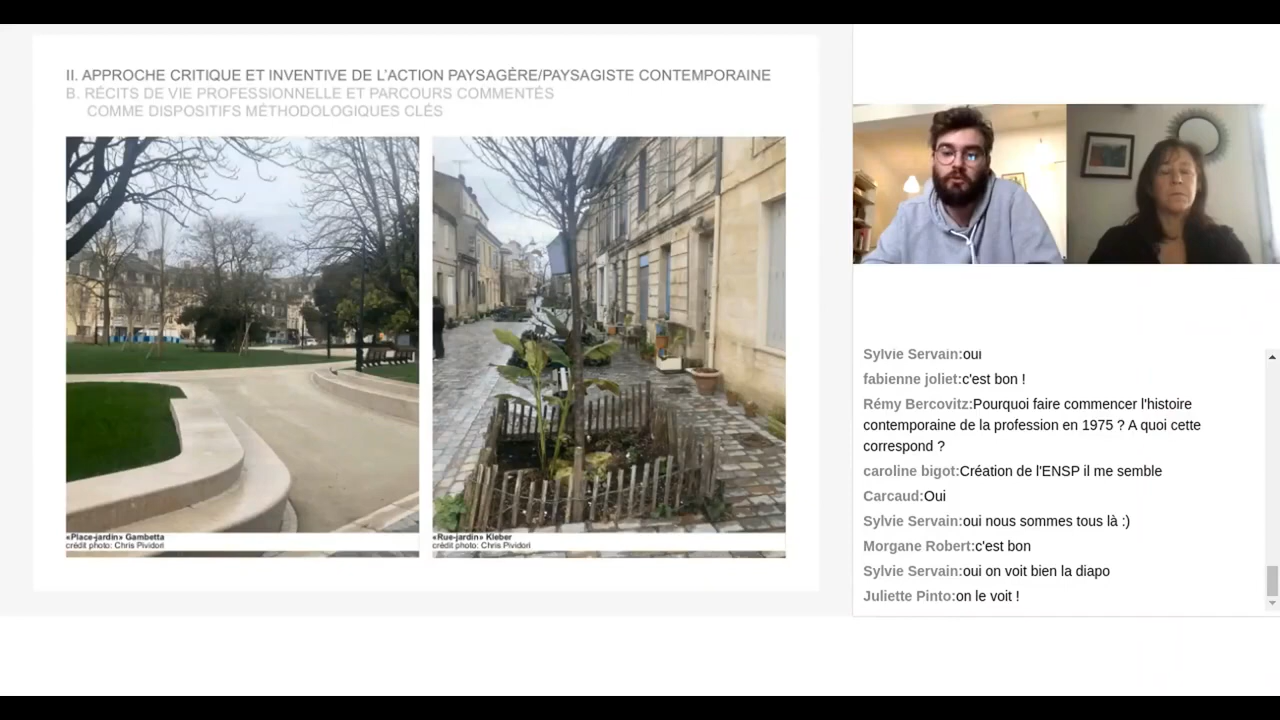 II. APPROCHE CRITIQUE ET INVENTIVE DE L'ACTION PAYSAGÈRE/PAYSAGISTE CONTEMPORAINE
B. RÉCITS DE VIE PROFESSIONNELLE ET PARCOURS COMMENTÉS
COMME DISPOSITIFS MÉTHODOLOGIQUES CLÉS
«Place-jardin» Gambetta
crédit photo: Chris Pividori
«Rue-jardin» Kleber
crédit photo: Chris Pividori
Sylvie Servain:oui
fabienne joliet:c'est bon !
Rémy Bercovitz:Pourquoi faire commencer l'histoire
contemporaine de la profession en 1975 ? A quoi cette
correspond ?
caroline bigot:Création de l'ENSP il me semble
Carcaud:Oui
Sylvie Servain:oui nous sommes tous là :)
Morgane Robert:c'est bon
Sylvie Servain:oui on voit bien la diapo
Juliette Pinto:on le voit !